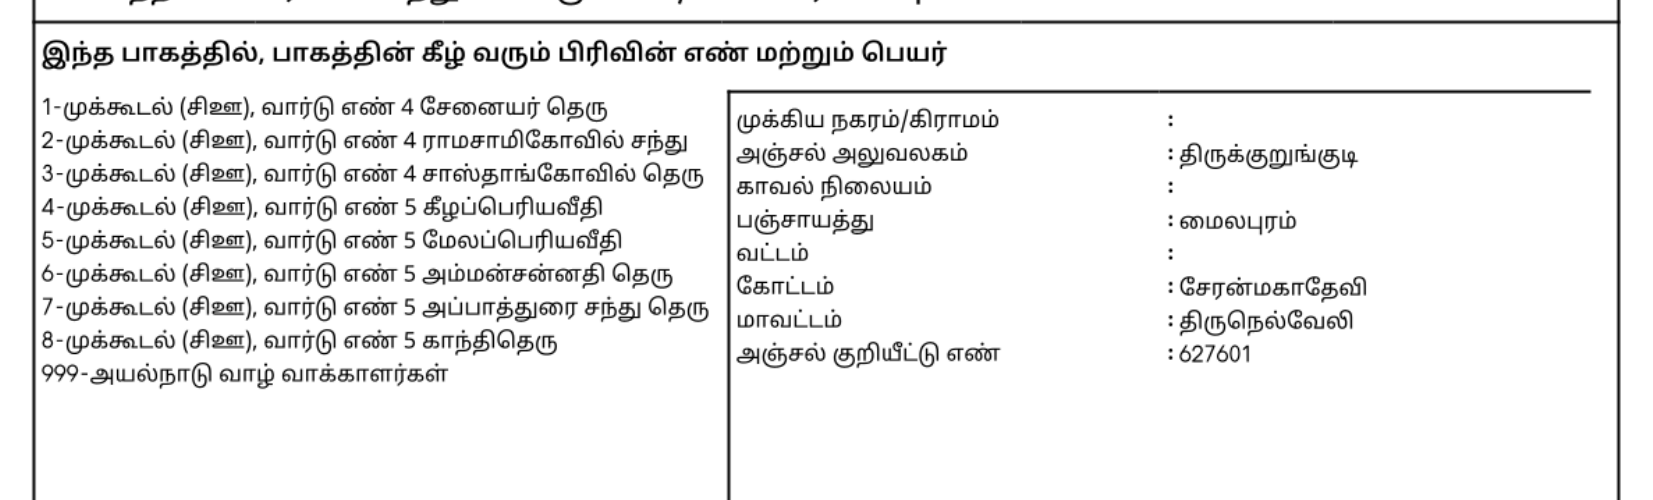 இந்த பாகத்தில், பாகத்தின் கீழ் வரும் பிரிவின் எண் மற்றும் பெயர்
1-முக்கூடல் (சிஊ), வார்டு எண் 4 சேனையர் தெரு
2-முக்கூடல் (சிஊ), வார்டு எண் 4 ராமசாமிகோவில் சந்து
3-முக்கூடல் (சிஊ), வார்டு எண் 4 சாஸ்தாங்கோவில் தெரு
4-முக்கூடல் (சிஊ), வார்டு எண் 5 கீழப்பெரியவீதி
5-முக்கூடல் (சிஊ), வார்டு எண் 5 மேலப்பெரியவீதி
6-முக்கூடல் (சிஊ), வார்டு எண் 5 அம்மன்சன்னதி தெரு
7-முக்கூடல் (சிஊ), வார்டு எண் 5 அப்பாத்துரை சந்து தெரு
8-முக்கூடல் (சிஊ), வார்டு எண் 5 காந்திதெரு
999-அயல்நாடு வாழ் வாக்காளர்கள்
முக்கிய நகரம்/கிராமம் :
அஞ்சல் அலுவலகம் : திருக்குறுங்குடி
காவல் நிலையம் :
பஞ்சாயத்து : மைலபுரம்
வட்டம் :
கோட்டம் : சேரன்மகாதேவி
மாவட்டம் : திருநெல்வேலி
அஞ்சல் குறியீட்டு எண் : 627601